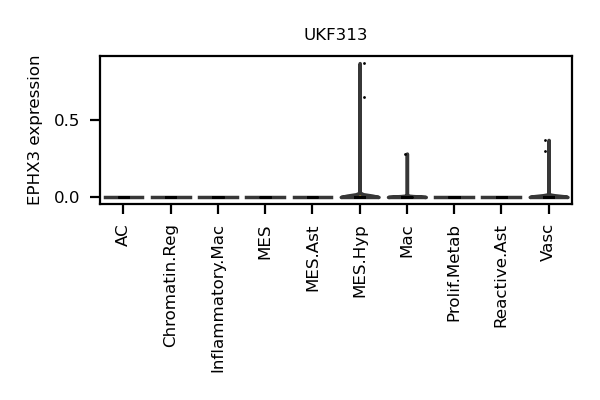 UKF313
EPHX3 expression
0.5
0.0
AC
Chromatin.Reg
Inflammatory.Mac
MES
MES.Ast
MES.Hyp
Mac
Prolif.Metab
Reactive.Ast
Vasc